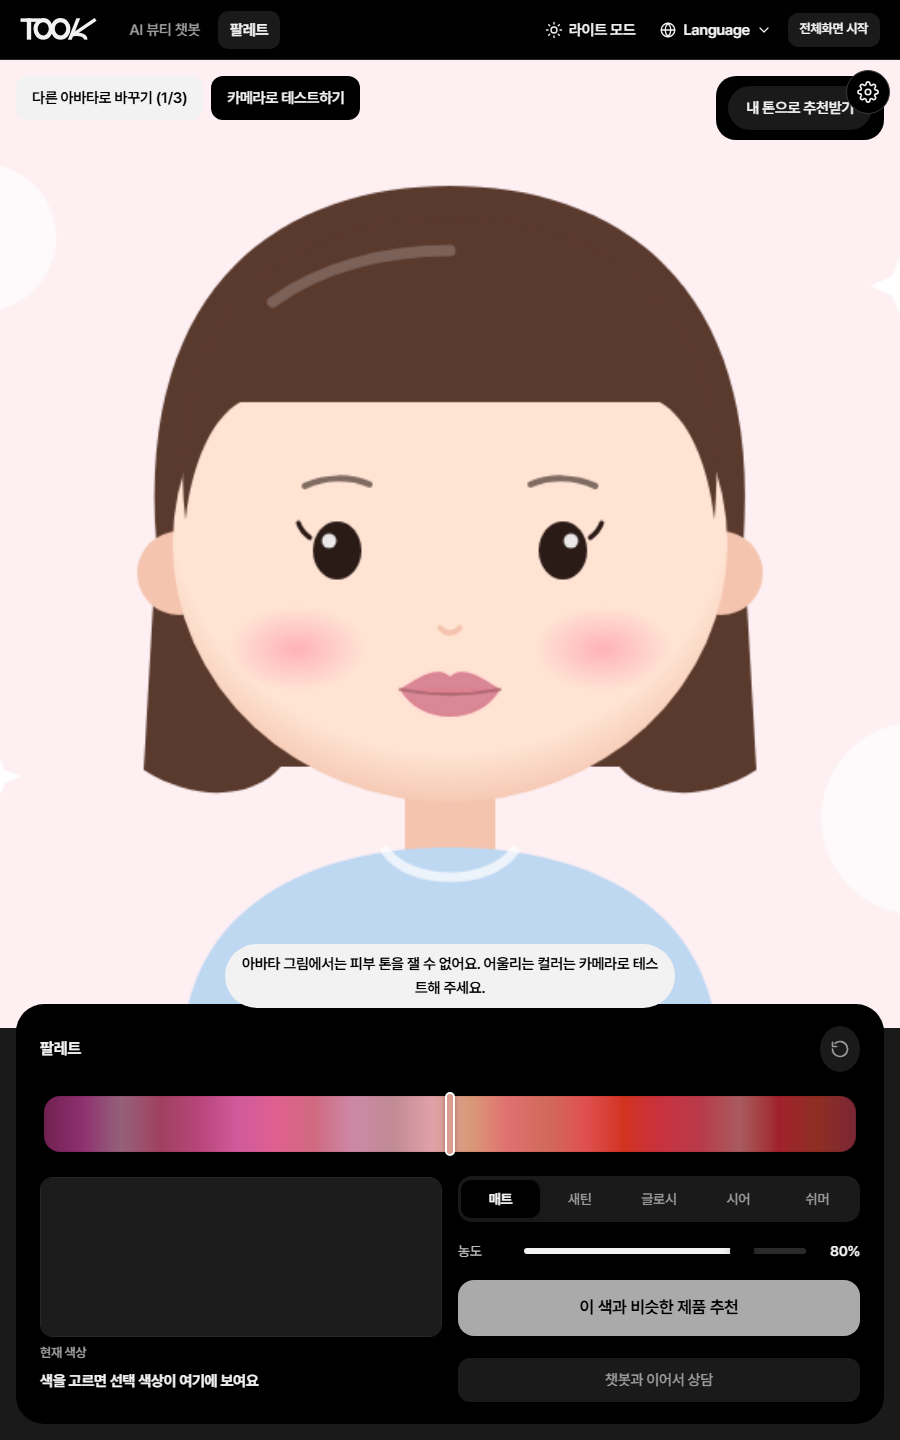 TOOK
AI 뷰티 챗봇
팔레트
라이트 모드
Language
전체화면 시작
다른 아바타로 바꾸기 (1/3)
카메라로 테스트하기
내 톤으로 추천받기
아바타 그림에서는 피부 톤을 잴 수 없어요. 어울리는 컬러는 카메라로 테스
트해 주세요.
팔레트
매트
새틴
글로시
시어
쉬머
농도
80%
이 색과 비슷한 제품 추천
현재 색상
색을 고르면 선택 색상이 여기에 보여요
챗봇과 이어서 상담